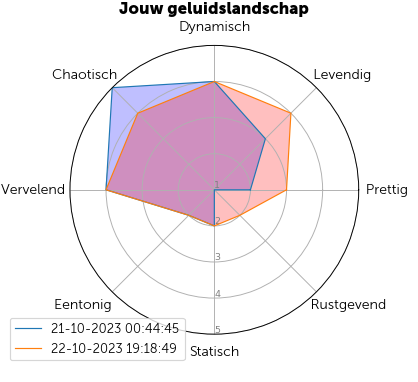 Jouw geluidslandschap
Dynamisch
Chaotisch
Levendig
Vervelend
Prettig
1
2
3
4
5
Eentonig
Rustgevend
Statisch
21-10-2023 00:44:45
22-10-2023 19:18:49